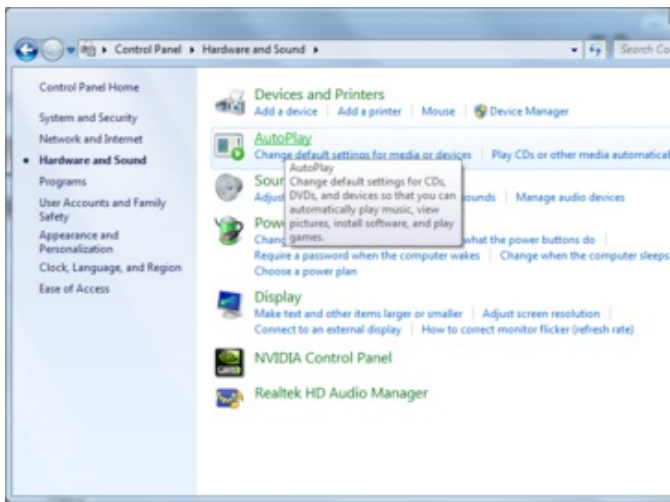 Control Panel ▸ Hardware and Sound ▸
Search Co
Control Panel Home
System and Security
Network and Internet
Hardware and Sound
Programs
User Accounts and Family
Safety
Appearance and
Personalization
Clock, Language, and Region
Ease of Access
Devices and Printers
Add a device | Add a printer | Mouse | Device Manager
AutoPlay
Change default settings for media or devices | Play CDs or other media automatical
AutoPlay
Change default settings for CDs,
DVDs, and devices so that you can
automatically play music, view
pictures, install software, and play
games.
Soun
Adjus
ounds | Manage audio devices
Powe
Chang
what the power buttons do
Require a password when the computer wakes | Change when the computer sleeps
Choose a power plan
Display
Make text and other items larger or smaller | Adjust screen resolution
Connect to an external display | How to correct monitor flicker (refresh rate)
NVIDIA Control Panel
Realtek HD Audio Manager